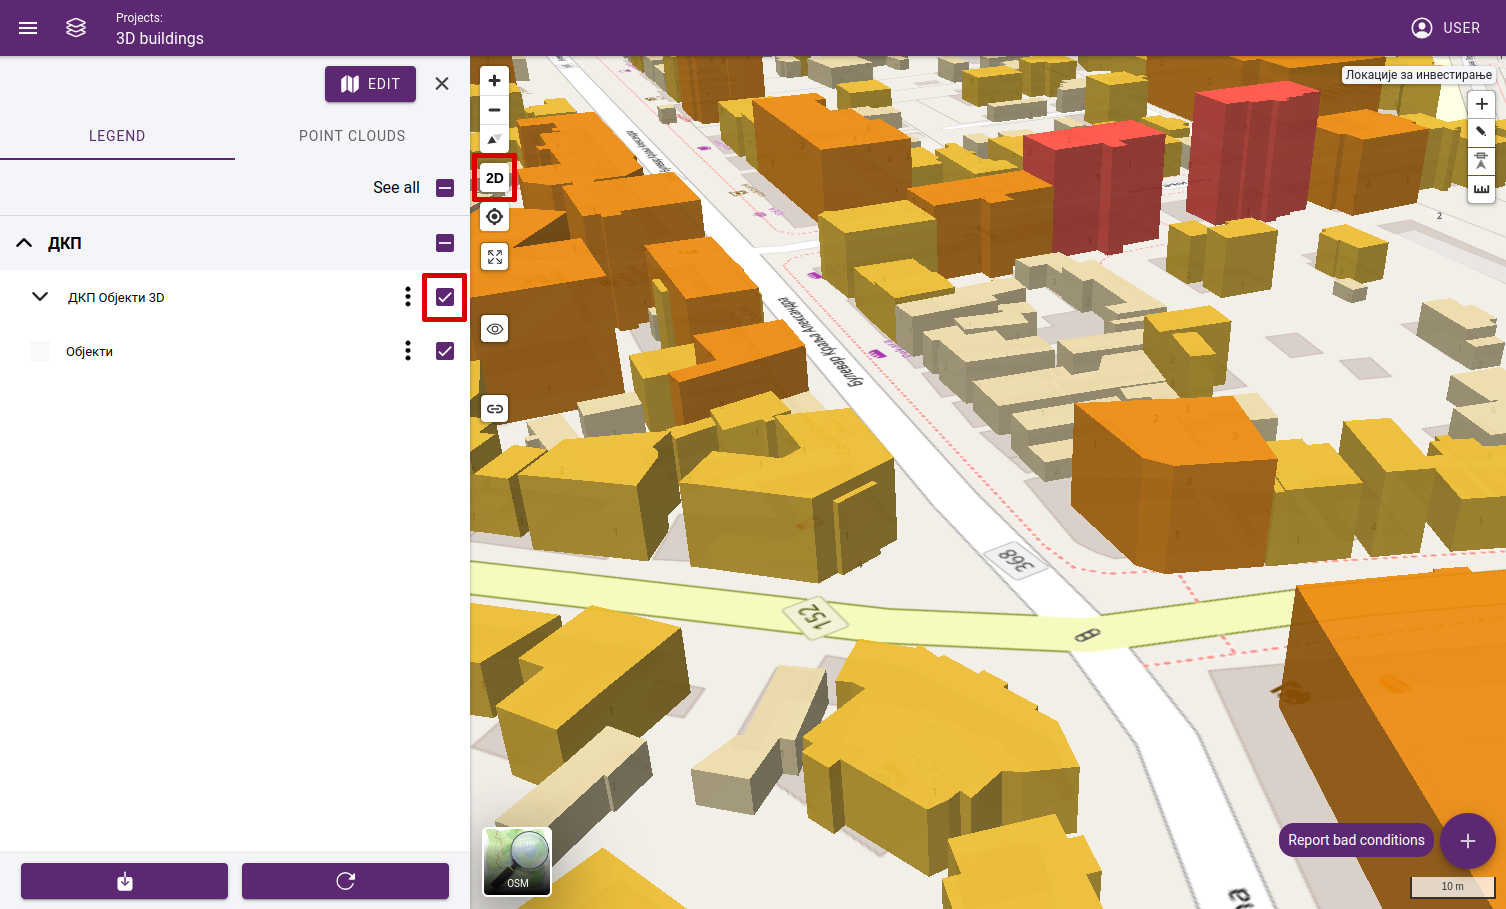 Projects:
3D buildings
USER
EDIT
LEGEND
POINT CLOUDS
See all
ДКП
ДКП Објекти 3D
Објекти
2D
Локације за инвестирање
Булевар Краља Александра
368
152
8
2
OSM
Report bad conditions
10 m